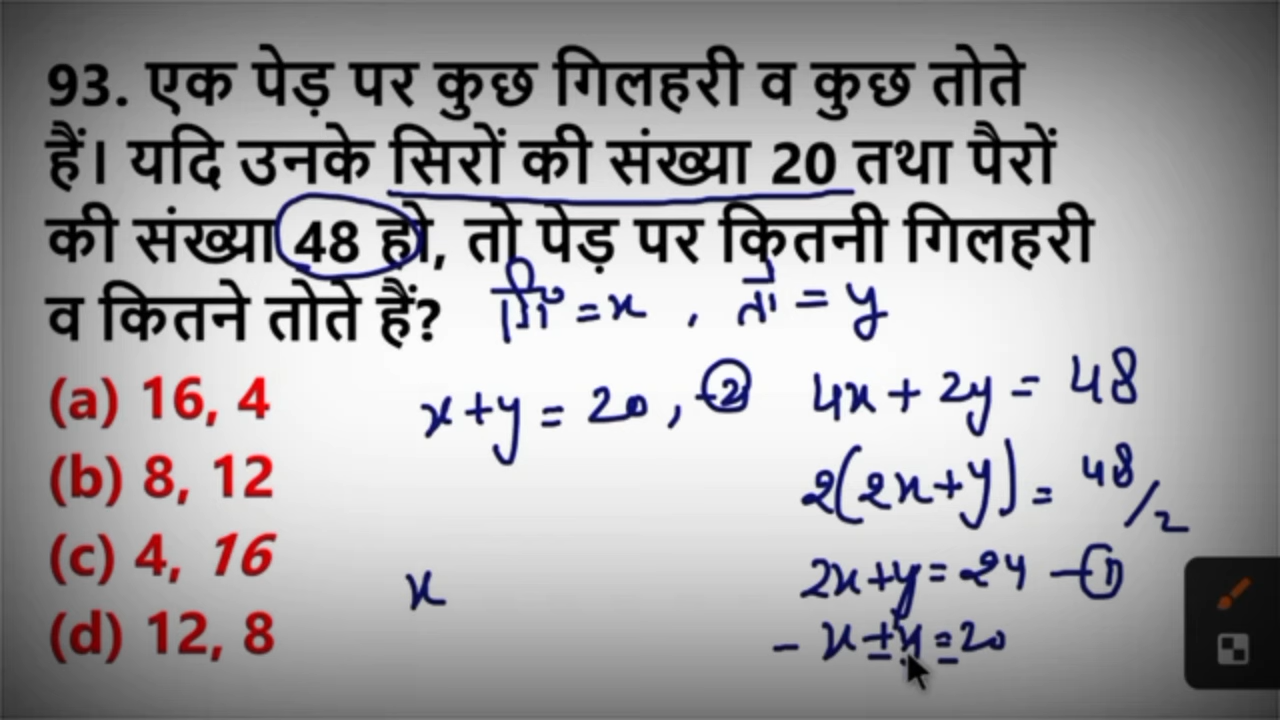 93. एक पेड़ पर कुछ गिलहरी व कुछ तोते
हैं। यदि उनके सिरों की संख्या 20 तथा पैरों
की संख्या 48 हो, तो पेड़ पर कितनी गिलहरी
व कितने तोते हैं?
गि = x , तो = y
(a) 16, 4
(b) 8, 12
(c) 4, 16
(d) 12, 8
x + y = 20 , — ②
4x + 2y = 48
2(2x + y) = 48/2
2x + y = 24 — ①
- x ± y = 20
x